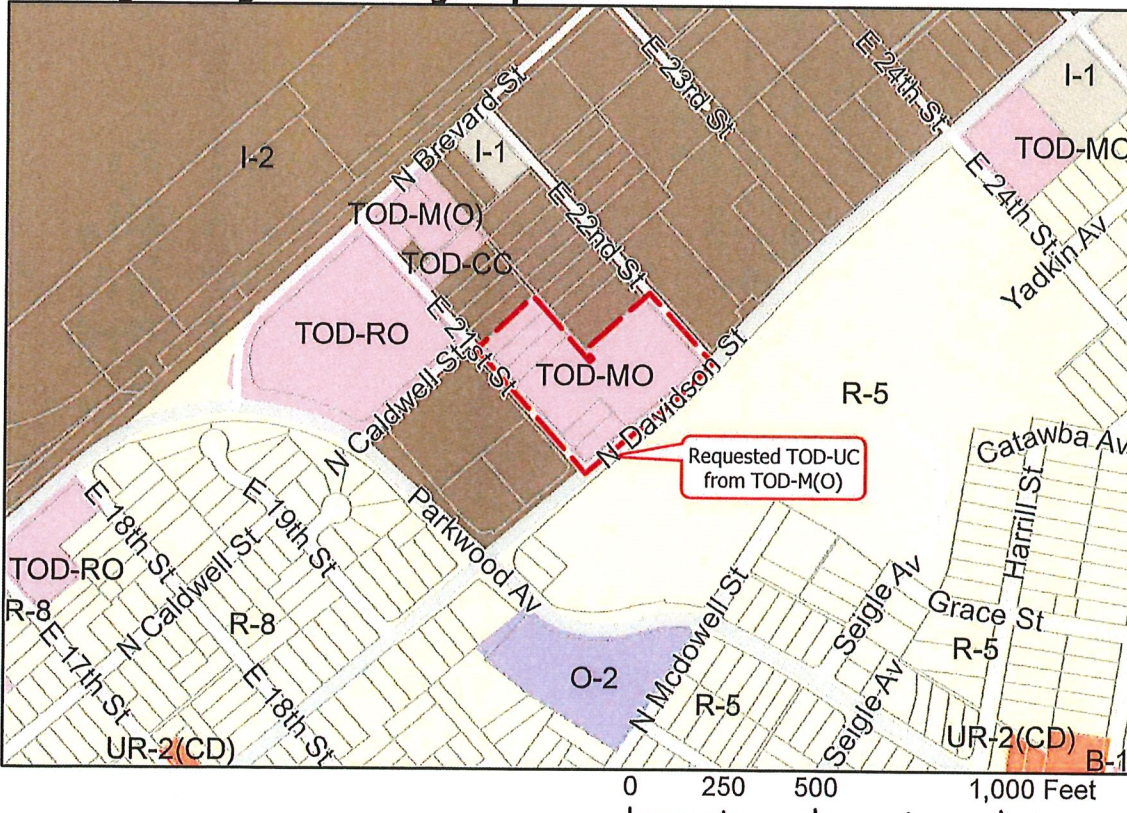 E 23rd St
E 24th St
I-1
N Brevard St
I-1
I-2
TOD-MO
E 24th St
E 22nd St
TOD-M(O)
Yadkin Av
TOD-CC
E 21st St
TOD-RO
TOD-MO
N Davidson St
R-5
N Caldwell St
Requested TOD-UC
from TOD-M(O)
Catawba Av
Harrill St
E 18th St
E 19th St
Parkwood Av
N Caldwell St
TOD-RO
R-8
R-8
E 17th St
E 18th St
O-2
N Mcdowell St
Seigle Av
Grace St
R-5
R-5
Seigle Av
UR-2(CD)
UR-2(CD)
B-1
0 250 500 1,000 Feet